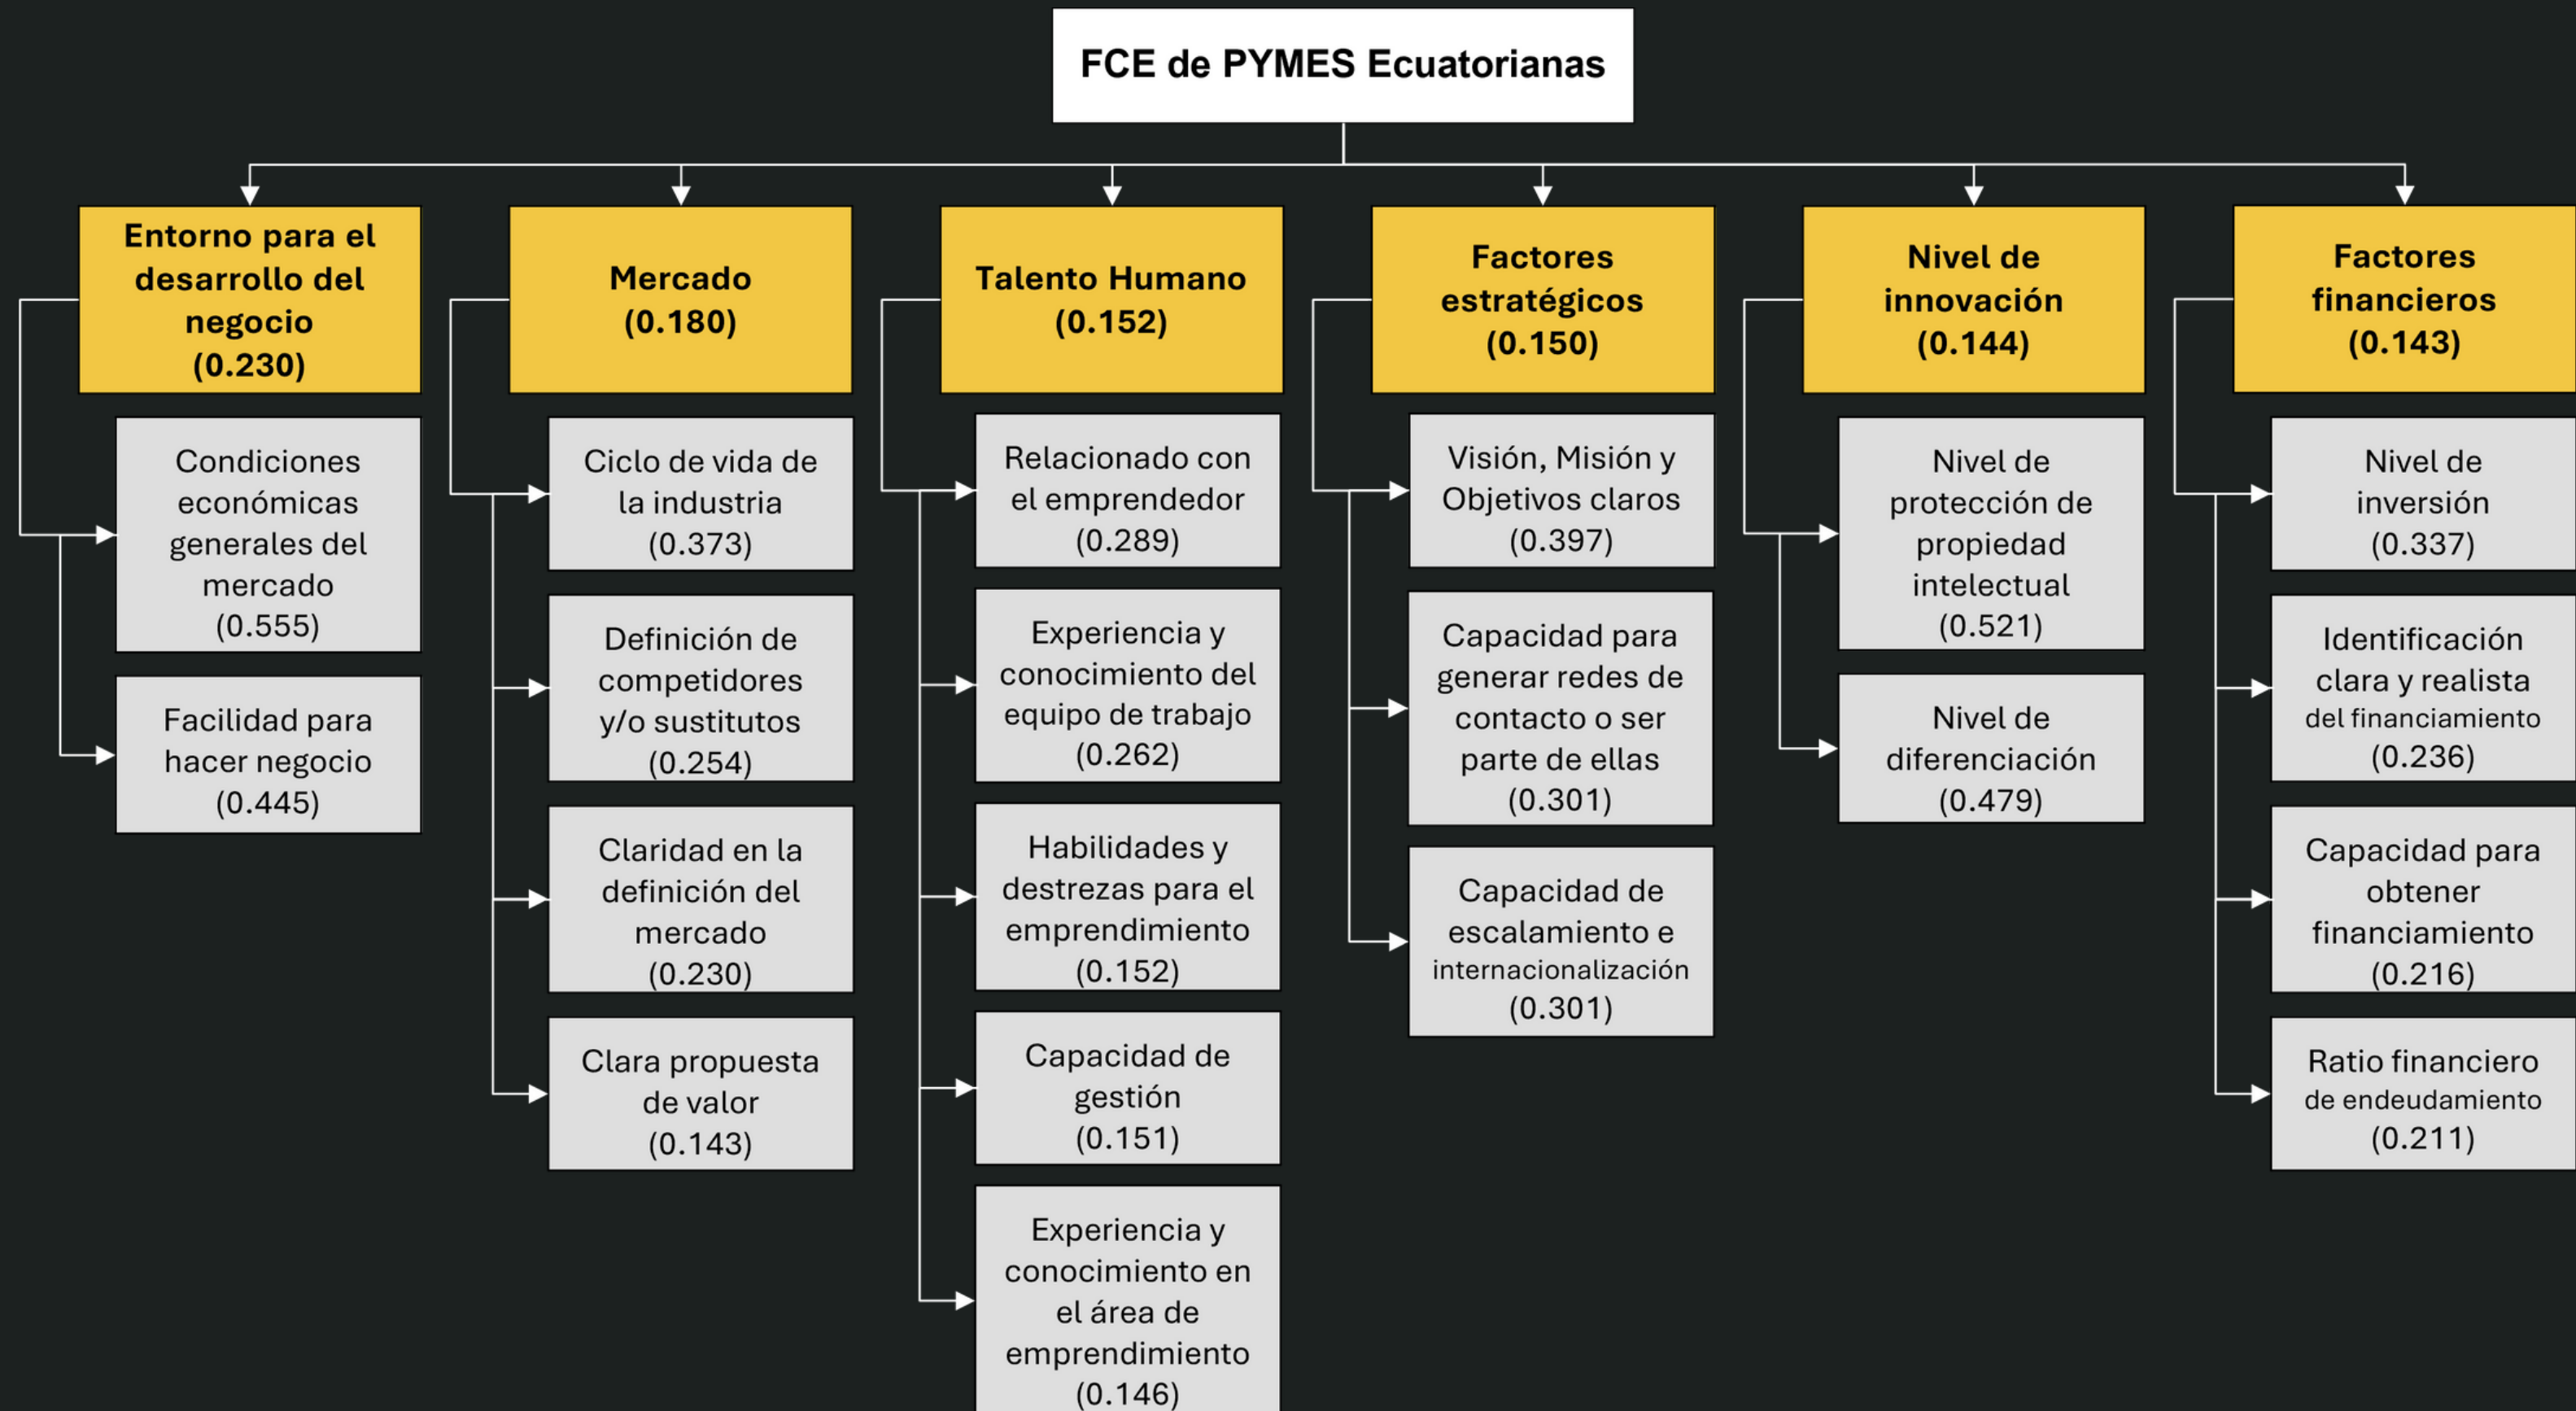 FCE de PYMES Ecuatorianas
Entorno para el
desarrollo del
negocio
(0.230)
Condiciones
económicas
generales del
mercado
(0.555)
Facilidad para
hacer negocio
(0.445)
Mercado
(0.180)
Ciclo de vida de
la industria
(0.373)
Definición de
competidores
y/o sustitutos
(0.254)
Claridad en la
definición del
mercado
(0.230)
Clara propuesta
de valor
(0.143)
Talento Humano
(0.152)
Relacionado con
el emprendedor
(0.289)
Experiencia y
conocimiento del
equipo de trabajo
(0.262)
Habilidades y
destrezas para el
emprendimiento
(0.152)
Capacidad de
gestión
(0.151)
Experiencia y
conocimiento en
el área de
emprendimiento
(0.146)
Factores
estratégicos
(0.150)
Visión, Misión y
Objetivos claros
(0.397)
Capacidad para
generar redes de
contacto o ser
parte de ellas
(0.301)
Capacidad de
escalamiento e
internacionalización
(0.301)
Nivel de
innovación
(0.144)
Nivel de
protección de
propiedad
intelectual
(0.521)
Nivel de
diferenciación
(0.479)
Factores
financieros
(0.143)
Nivel de
inversión
(0.337)
Identificación
clara y realista
del financiamiento
(0.236)
Capacidad para
obtener
financiamiento
(0.216)
Ratio financiero
de endeudamiento
(0.211)